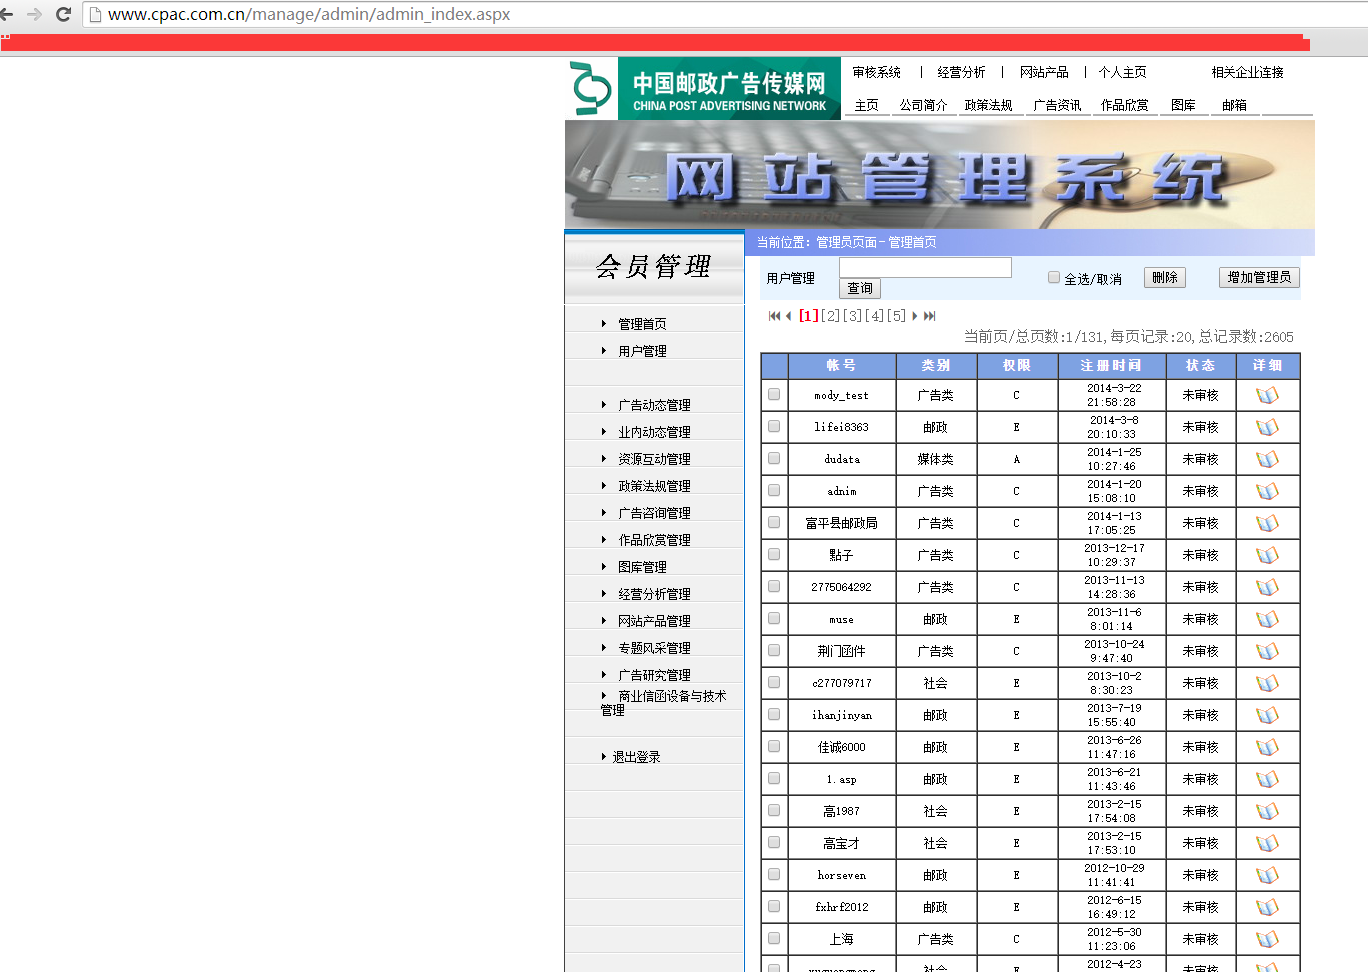 www.cpac.com.cn/manage/admin/admin_index.aspx
中国邮政广告传媒网
CHINA POST ADVERTISING NETWORK
审核系统 | 经营分析 | 网站产品 | 个人主页 相关企业连接
主页 公司简介 政策法规 广告资讯 作品欣赏 图库 邮箱
网站管理系统
会员管理
管理首页
用户管理
广告动态管理
业内动态管理
资源互动管理
政策法规管理
广告咨询管理
作品欣赏管理
图库管理
经营分析管理
网站产品管理
专题风采管理
广告研究管理
商业信函设备与技术
管理
退出登录
当前位置：管理员页面－管理首页
用户管理 查询 全选/取消 删除 增加管理员
[1][2][3][4][5]
当前页/总页数:1/131,每页记录:20,总记录数:2605
帐号 类别 权限 注册时间 状态 详细
mody_test 广告类 C 2014-3-22 21:58:28 未审核
lifei8363 邮政 E 2014-3-8 20:10:33 未审核
dudata 媒体类 A 2014-1-25 10:27:46 未审核
adnim 广告类 C 2014-1-20 15:08:10 未审核
富平县邮政局 广告类 C 2014-1-13 17:05:25 未审核
點子 广告类 C 2013-12-17 10:29:37 未审核
2775064292 广告类 C 2013-11-13 14:28:36 未审核
muse 邮政 E 2013-11-6 8:01:14 未审核
荆门函件 广告类 C 2013-10-24 9:47:40 未审核
c277079717 社会 E 2013-10-2 8:30:23 未审核
ihanjinyan 邮政 E 2013-7-19 15:55:40 未审核
佳诚6000 邮政 E 2013-6-26 11:47:16 未审核
1.asp 邮政 E 2013-6-21 11:43:46 未审核
高1987 社会 E 2013-2-15 17:54:08 未审核
高宝才 社会 E 2013-2-15 17:53:10 未审核
horseven 邮政 E 2012-10-29 11:41:41 未审核
fxhrf2012 邮政 E 2012-6-15 16:49:12 未审核
上海 广告类 C 2012-5-30 11:23:06 未审核
社会 E 2012-4-23 未审核